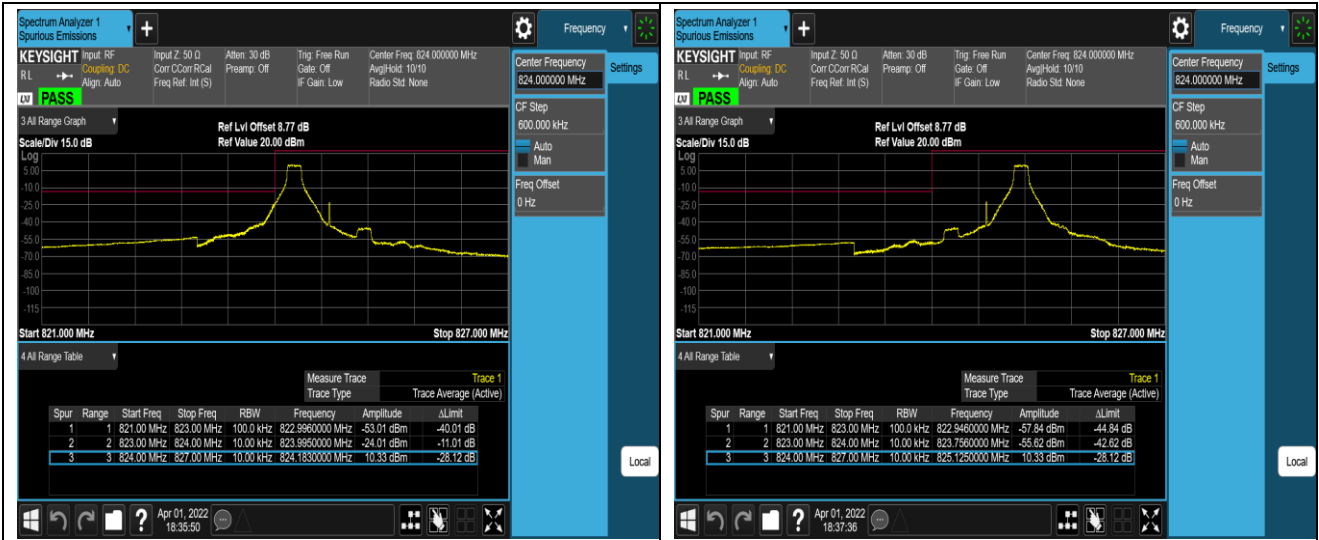 Spectrum Analyzer 1
Spurious Emissions
+
Frequency
KEYSIGHT Input: RF Input Z: 50 Ω Atten: 30 dB Trig: Free Run Center Freq: 824.000000 MHz
RL Coupling: DC Corr CCorr RCal Preamp: Off Gate: Off Avg|Hold: 10/10
Align: Auto Freq Ref: Int (S) IF Gain: Low Radio Std: None
LXI PASS
Center Frequency
824.000000 MHz
Settings
CF Step
600.000 kHz
Auto
Man
Freq Offset
0 Hz
3 All Range Graph
Ref Lvl Offset 8.77 dB
Scale/Div 15.0 dB Ref Value 20.00 dBm
Log
5.00
-10.0
-25.0
-40.0
-55.0
-70.0
-85.0
-100
-115
Start 821.000 MHz Stop 827.000 MHz
4 All Range Table
Measure Trace Trace 1
Trace Type Trace Average (Active)
Spur Range Start Freq Stop Freq RBW Frequency Amplitude ΔLimit
1 1 821.00 MHz 823.00 MHz 100.0 kHz 822.9960000 MHz -53.01 dBm -40.01 dB
2 2 823.00 MHz 824.00 MHz 10.00 kHz 823.9950000 MHz -24.01 dBm -11.01 dB
3 3 824.00 MHz 827.00 MHz 10.00 kHz 824.1830000 MHz 10.33 dBm -28.12 dB
Local
? Apr 01, 2022
18:35:50
Spectrum Analyzer 1
Spurious Emissions
+
Frequency
KEYSIGHT Input: RF Input Z: 50 Ω Atten: 30 dB Trig: Free Run Center Freq: 824.000000 MHz
RL Coupling: DC Corr CCorr RCal Preamp: Off Gate: Off Avg|Hold: 10/10
Align: Auto Freq Ref: Int (S) IF Gain: Low Radio Std: None
LXI PASS
Center Frequency
824.000000 MHz
Settings
CF Step
600.000 kHz
Auto
Man
Freq Offset
0 Hz
3 All Range Graph
Ref Lvl Offset 8.77 dB
Scale/Div 15.0 dB Ref Value 20.00 dBm
Log
5.00
-10.0
-25.0
-40.0
-55.0
-70.0
-85.0
-100
-115
Start 821.000 MHz Stop 827.000 MHz
4 All Range Table
Measure Trace Trace 1
Trace Type Trace Average (Active)
Spur Range Start Freq Stop Freq RBW Frequency Amplitude ΔLimit
1 1 821.00 MHz 823.00 MHz 100.0 kHz 822.9460000 MHz -57.84 dBm -44.84 dB
2 2 823.00 MHz 824.00 MHz 10.00 kHz 823.7560000 MHz -55.62 dBm -42.62 dB
3 3 824.00 MHz 827.00 MHz 10.00 kHz 825.1250000 MHz 10.33 dBm -28.12 dB
Local
? Apr 01, 2022
18:37:36